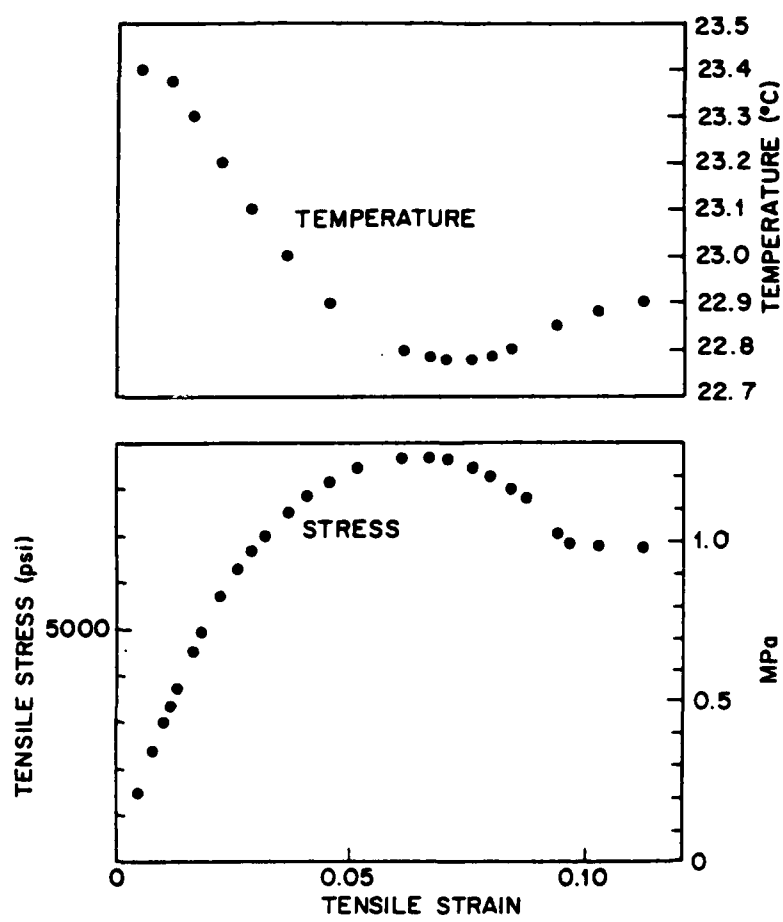 23.5
23.4
23.3
23.2
23.1
23.0
22.9
22.8
22.7
TEMPERATURE (°C)
TEMPERATURE
STRESS
TENSILE STRESS (psi)
5000
1.0
0.5
0
MPa
0
0.05
0.10
TENSILE STRAIN